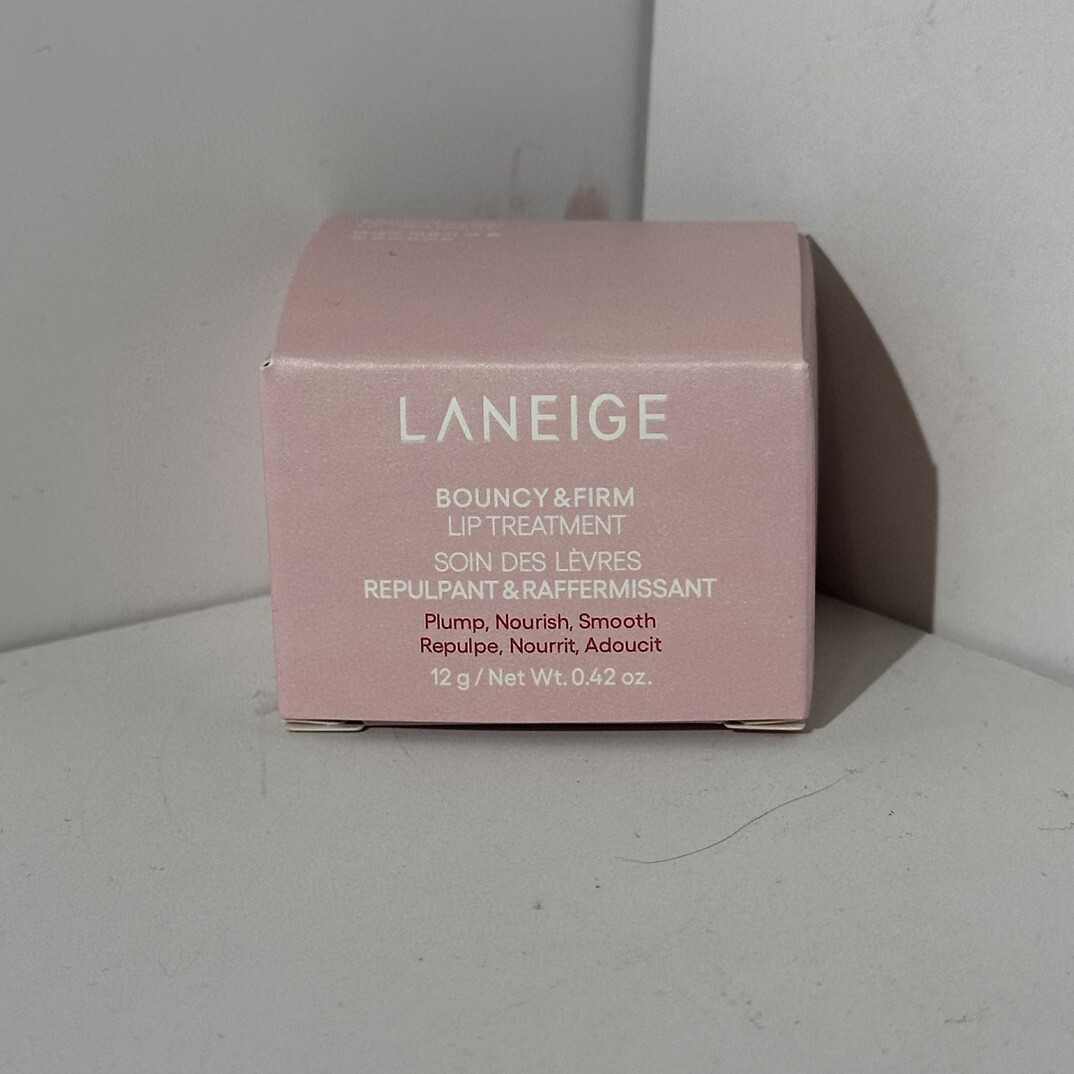 LANEIGE
BOUNCY & FIRM
LIP TREATMENT
SOIN DES LÈVRES
REPULPANT & RAFFERMISSANT
Plump, Nourish, Smooth
Repulpe, Nourrit, Adoucit
12 g / Net Wt. 0.42 oz.